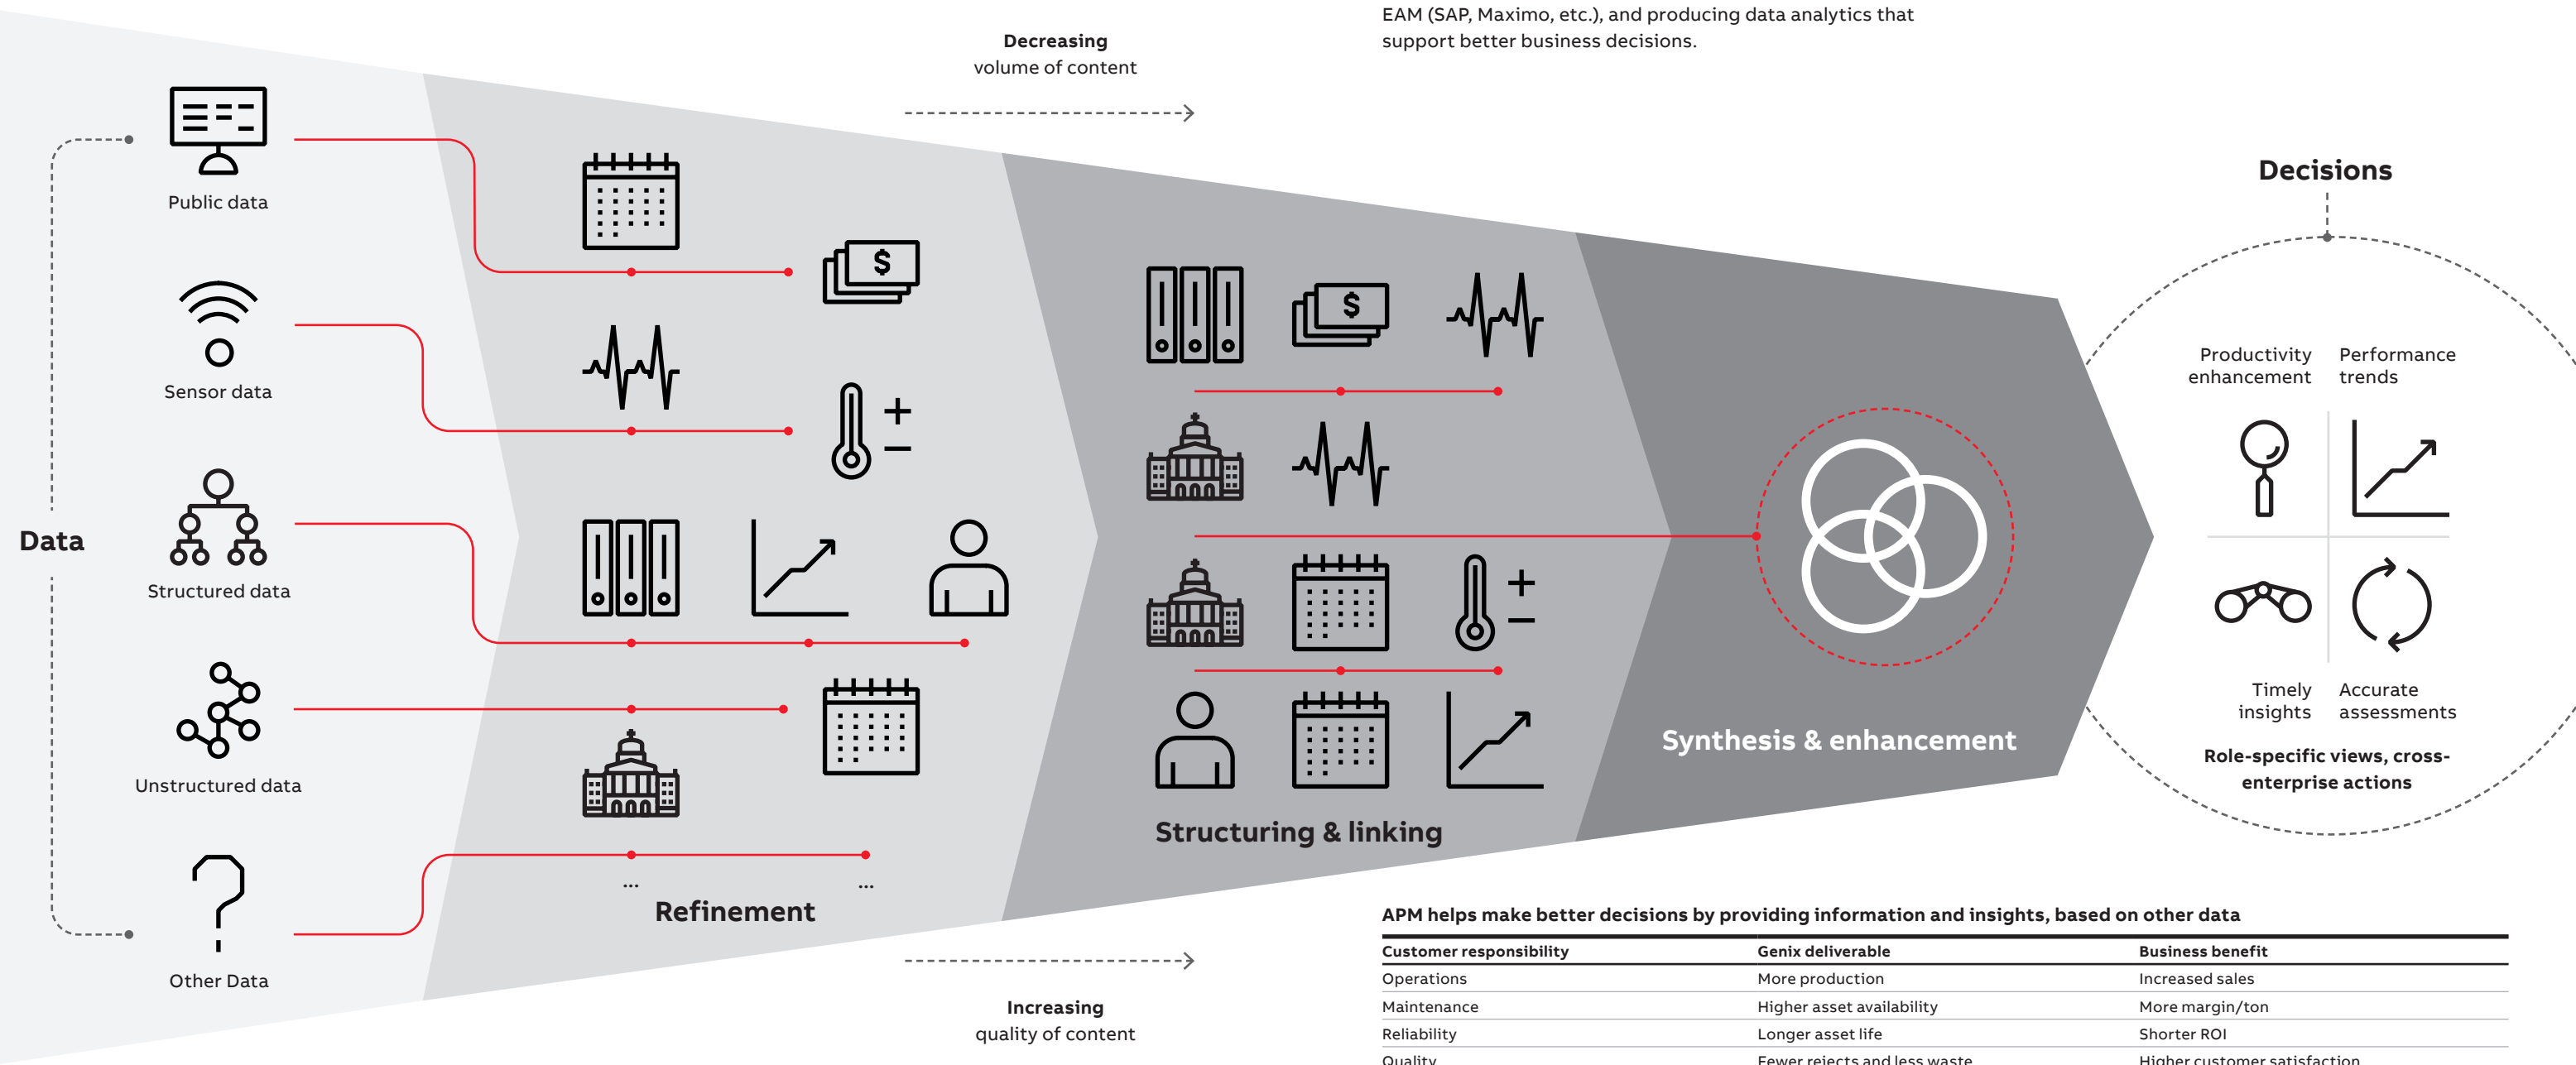 EAM (SAP, Maximo, etc.), and producing data analytics that
support better business decisions.
Decreasing
volume of content
Data
Public data
Sensor data
Structured data
Unstructured data
Other Data
$
...
...
Refinement
$
Structuring & linking
Synthesis & enhancement
Decisions
Productivity
enhancement
Performance
trends
Timely
insights
Accurate
assessments
Role-specific views, cross-
enterprise actions
Increasing
quality of content
APM helps make better decisions by providing information and insights, based on other data
Customer responsibility Genix deliverable Business benefit
Operations More production Increased sales
Maintenance Higher asset availability More margin/ton
Reliability Longer asset life Shorter ROI
Quality Fewer rejects and less waste Higher customer satisfaction